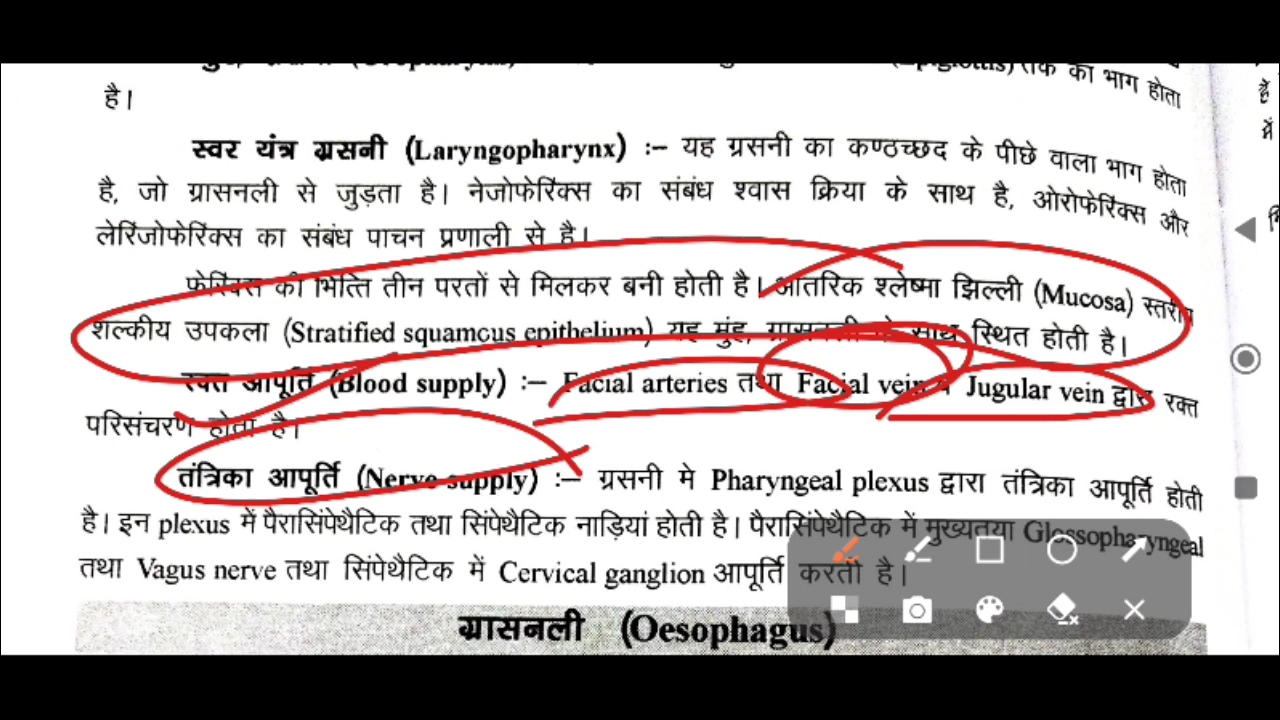 है।
स्वर यंत्र ग्रसनी (Laryngopharynx) :– यह ग्रसनी का कण्ठच्छद के पीछे वाला भाग होता
है, जो ग्रासनली से जुड़ता है। नेजोफेरिंक्स का संबंध श्वास क्रिया के साथ है, ओरोफेरिंक्स और
लेरिंजोफेरिंक्स का संबंध पाचन प्रणाली से है।
फेरिंक्स की भित्ति तीन परतों से मिलकर बनी होती है। आंतरिक श्लेष्मा झिल्ली (Mucosa) स्तरीय
शल्कीय उपकला (Stratified squamous epithelium) यह मुंह, ग्रासनली के साथ स्थित होती है।
रक्त आपूर्ति (Blood supply) :– Facial arteries तथा Facial vein व Jugular vein द्वारा रक्त
परिसंचरण होता है।
तंत्रिका आपूर्ति (Nerve supply) :– ग्रसनी मे Pharyngeal plexus द्वारा तंत्रिका आपूर्ति होती
है। इन plexus में पैरासिंपेथैटिक तथा सिंपेथैटिक नाड़ियां होती है। पैरासिंपेथैटिक में मुख्यतया Glossopharyngeal
तथा Vagus nerve तथा सिंपेथैटिक में Cervical ganglion आपूर्ति करती है।
ग्रासनली (Oesophagus)